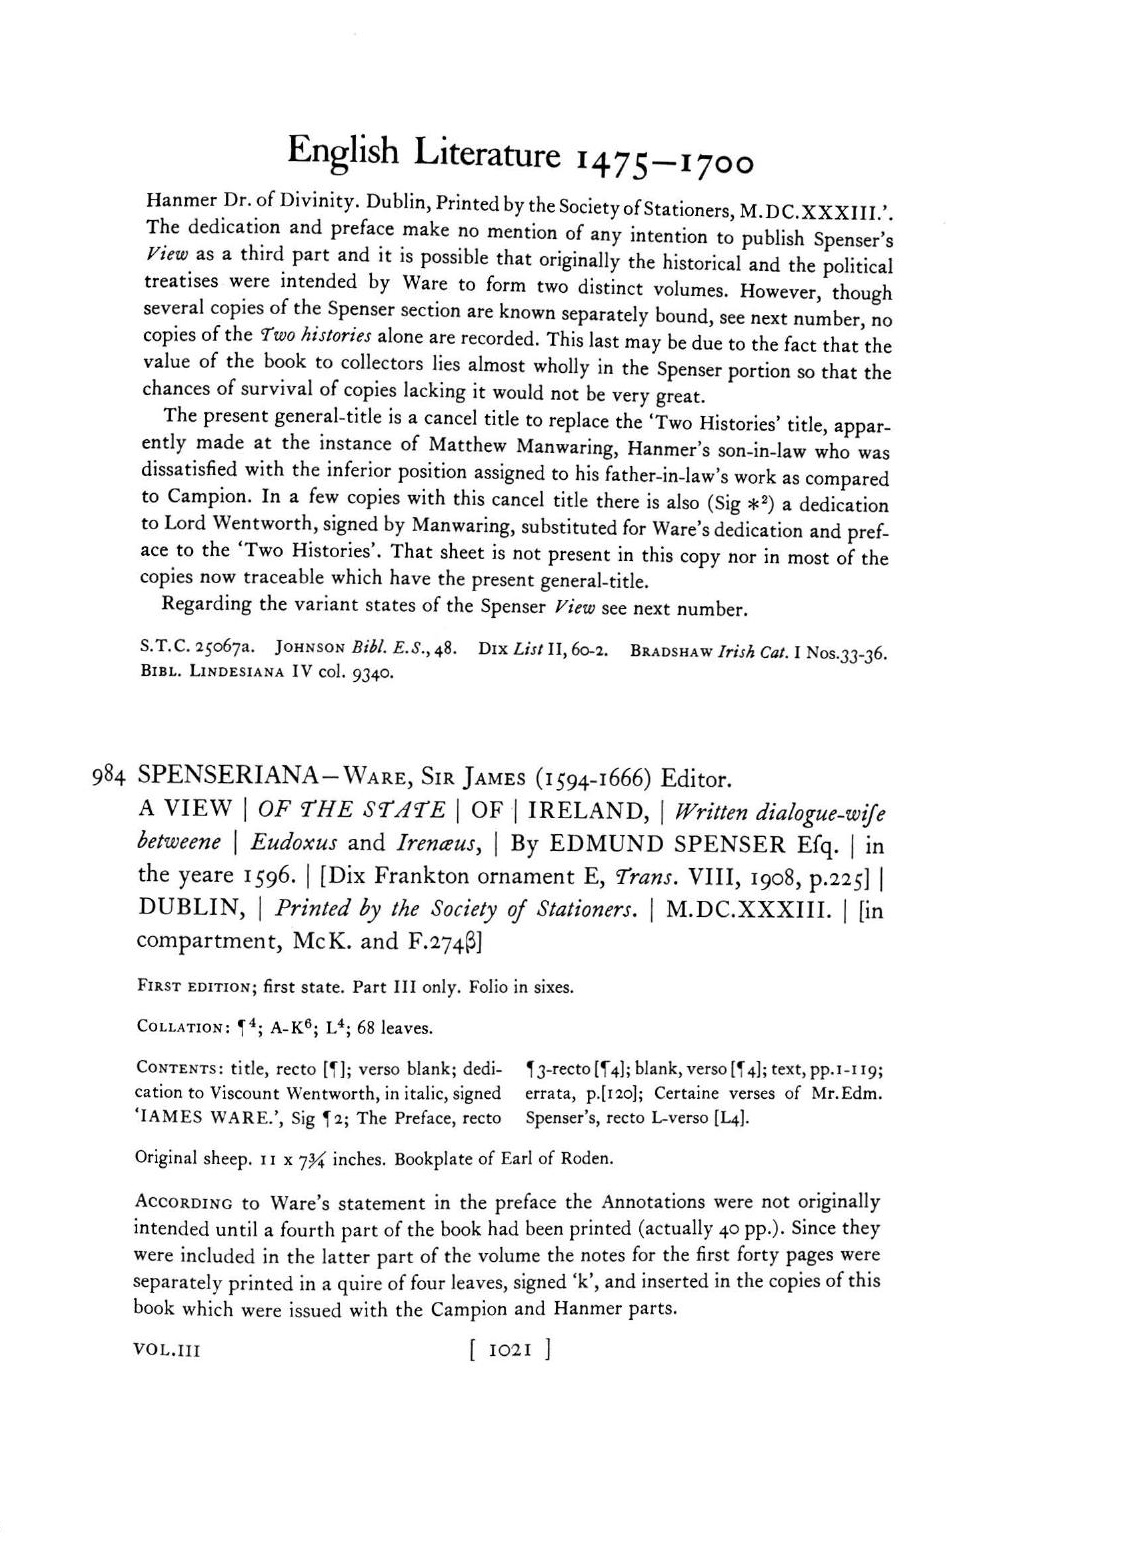 English Literature 1475–1700
Hanmer Dr. of Divinity. Dublin, Printed by the Society of Stationers, M.DC.XXXIII.’.
The dedication and preface make no mention of any intention to publish Spenser’s
View as a third part and it is possible that originally the historical and the political
treatises were intended by Ware to form two distinct volumes. However, though
several copies of the Spenser section are known separately bound, see next number, no
copies of the Two histories alone are recorded. This last may be due to the fact that the
value of the book to collectors lies almost wholly in the Spenser portion so that the
chances of survival of copies lacking it would not be very great.
The present general-title is a cancel title to replace the ‘Two Histories’ title, appar-
ently made at the instance of Matthew Manwaring, Hanmer’s son-in-law who was
dissatisfied with the inferior position assigned to his father-in-law’s work as compared
to Campion. In a few copies with this cancel title there is also (Sig *²) a dedication
to Lord Wentworth, signed by Manwaring, substituted for Ware’s dedication and pref-
ace to the ‘Two Histories’. That sheet is not present in this copy nor in most of the
copies now traceable which have the present general-title.
Regarding the variant states of the Spenser View see next number.
S.T.C. 25067a. Johnson Bibl. E.S., 48. Dix List II, 60-2. Bradshaw Irish Cat. I Nos.33-36.
Bibl. Lindesiana IV col. 9340.
984 SPENSERIANA–Ware, Sir James (1594-1666) Editor.
A VIEW | OF THE STATE | OF | IRELAND, | Written dialogue-wiſe
betweene | Eudoxus and Irenæus, | By EDMUND SPENSER Eſq. | in
the yeare 1596. | [Dix Frankton ornament E, Trans. VIII, 1908, p.225] |
DUBLIN, | Printed by the Society of Stationers. | M.DC.XXXIII. | [in
compartment, McK. and F.274β]
First edition; first state. Part III only. Folio in sixes.
Collation: ¶⁴; A-K⁶; L⁴; 68 leaves.
Contents: title, recto [¶]; verso blank; dedi-
cation to Viscount Wentworth, in italic, signed
‘IAMES WARE.’, Sig ¶2; The Preface, recto
¶3-recto [¶4]; blank, verso [¶4]; text, pp.1-119;
errata, p.[120]; Certaine verses of Mr.Edm.
Spenser’s, recto L-verso [L4].
Original sheep. 11 x 7¾ inches. Bookplate of Earl of Roden.
According to Ware’s statement in the preface the Annotations were not originally
intended until a fourth part of the book had been printed (actually 40 pp.). Since they
were included in the latter part of the volume the notes for the first forty pages were
separately printed in a quire of four leaves, signed ‘k’, and inserted in the copies of this
book which were issued with the Campion and Hanmer parts.
VOL.III [ 1021 ]